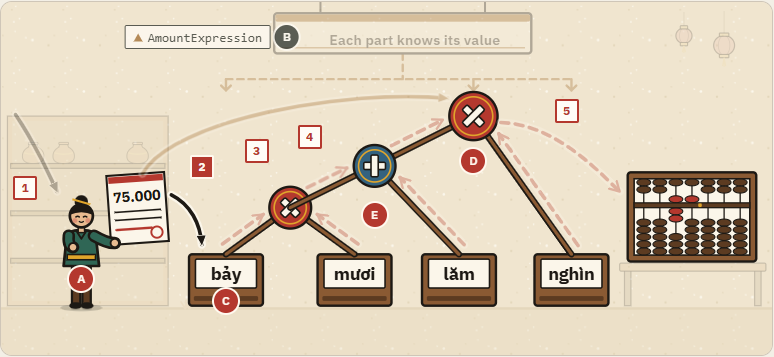 ▲ AmountExpression
B
Each part knows its value
5
4
3
2
1
75.000
D
E
A
bảy
mươi
lăm
nghìn
C